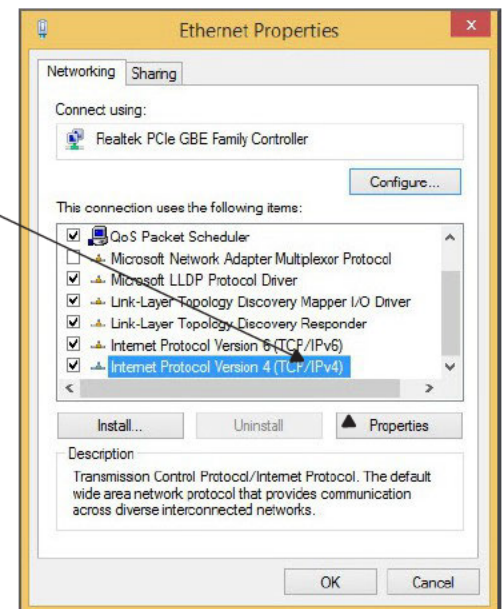 Ethernet Properties
x
Networking Sharing
Connect using:
Realtek PCIe GBE Family Controller
Configure...
This connection uses the following items:
QoS Packet Scheduler
Microsoft Network Adapter Multiplexor Protocol
Microsoft LLDP Protocol Driver
Link-Layer Topology Discovery Mapper I/O Driver
Link-Layer Topology Discovery Responder
Internet Protocol Version 6 (TCP/IPv6)
Internet Protocol Version 4 (TCP/IPv4)
Install... Uninstall Properties
Description
Transmission Control Protocol/Internet Protocol. The default
wide area network protocol that provides communication
across diverse interconnected networks.
OK Cancel